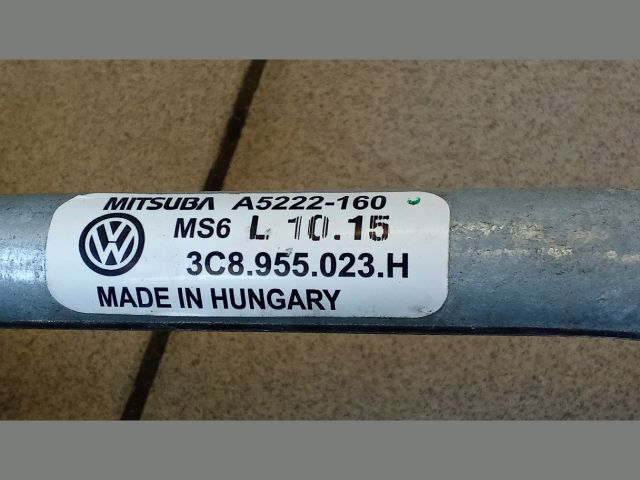 MITSUBA A5222-160
MS6 L 10.15
3C8.955.023.H
MADE IN HUNGARY